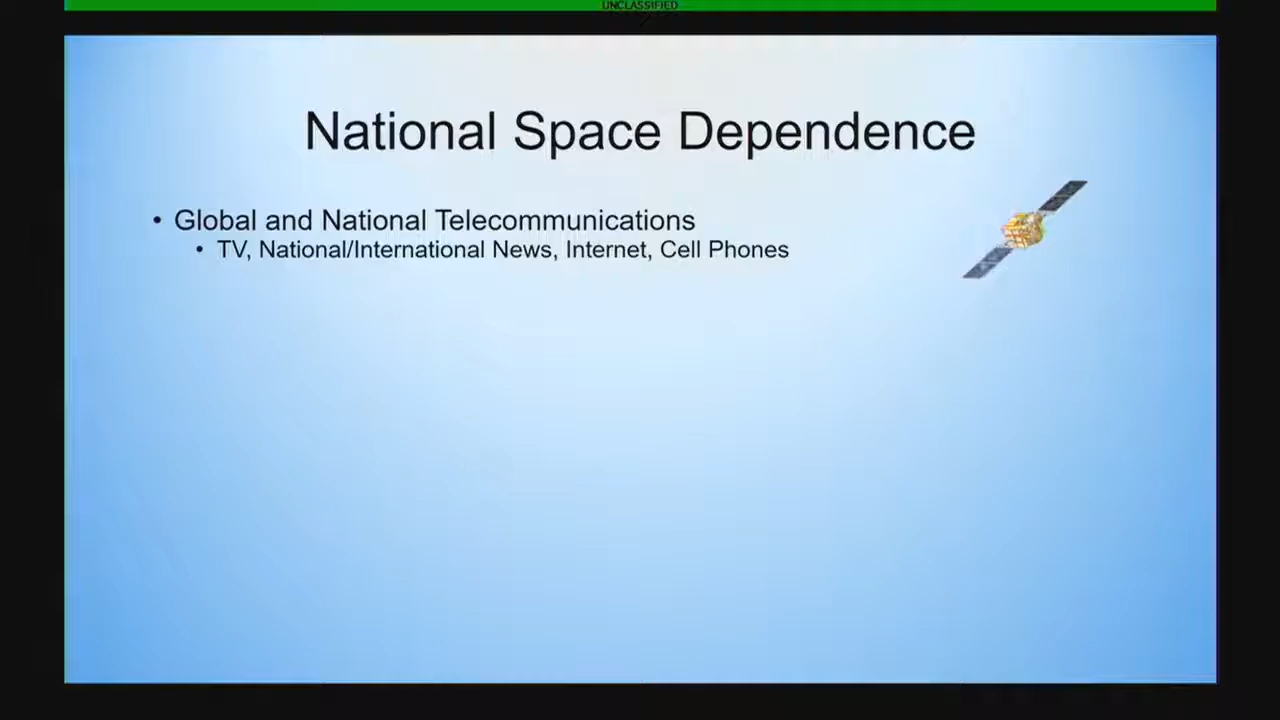 UNCLASSIFIED
National Space Dependence
• Global and National Telecommunications
• TV, National/International News, Internet, Cell Phones